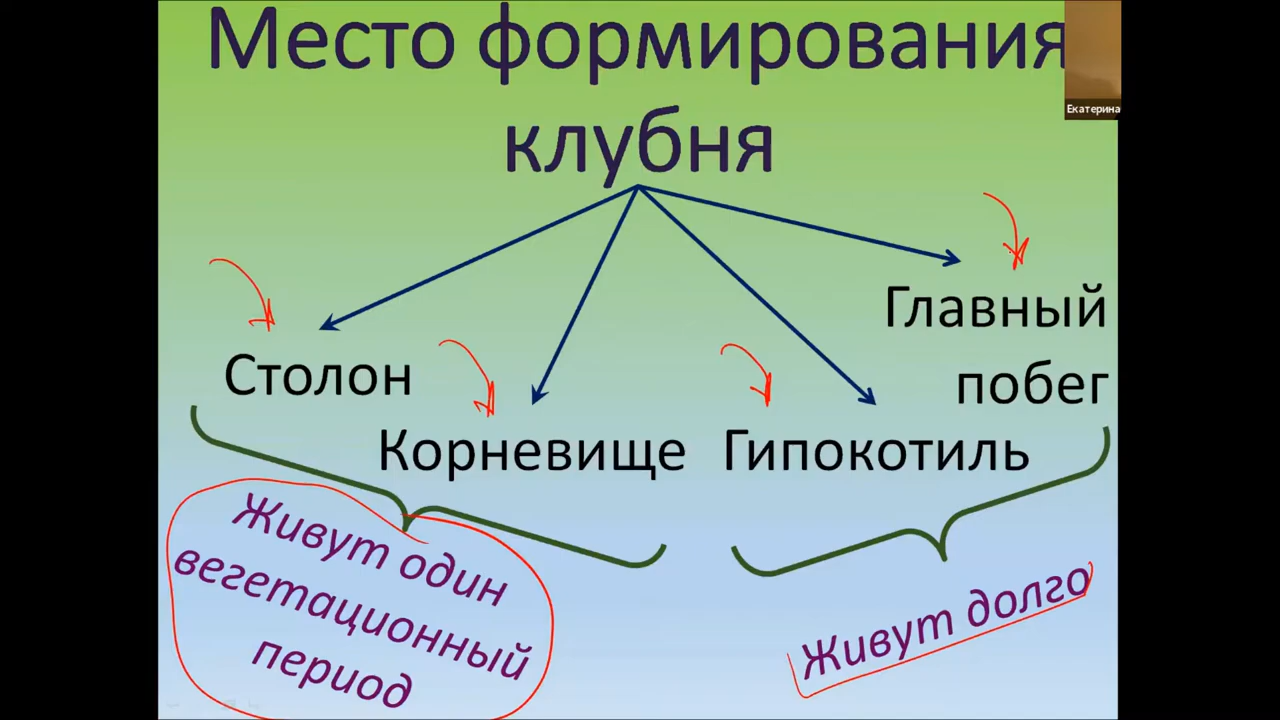 Место формирования
клубня
Екатерина
Главный
побег
Столон
Корневище
Гипокотиль
Живут один
вегетационный
период
Живут долго